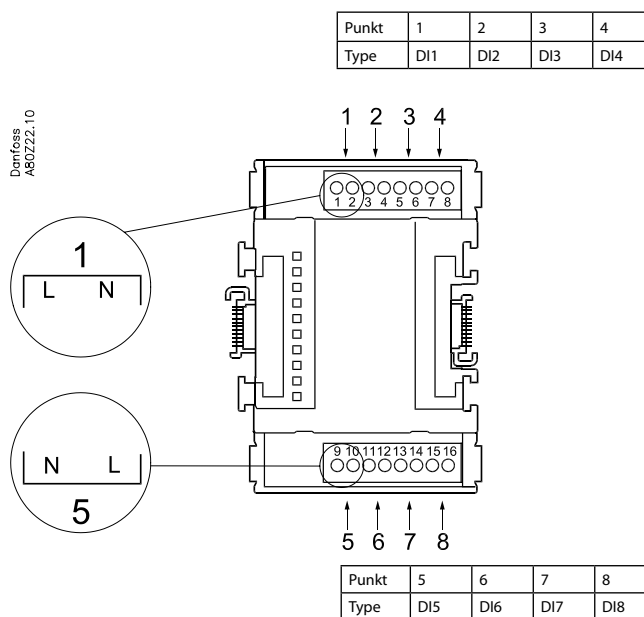 Punkt 1 2 3 4
Type DI1 DI2 DI3 DI4
Danfoss
A80Z22.10
1 2 3 4
1 2 3 4 5 6 7 8
1
L N
9 10 11 12 13 14 15 16
N L
5
5 6 7 8
Punkt 5 6 7 8
Type DI5 DI6 DI7 DI8